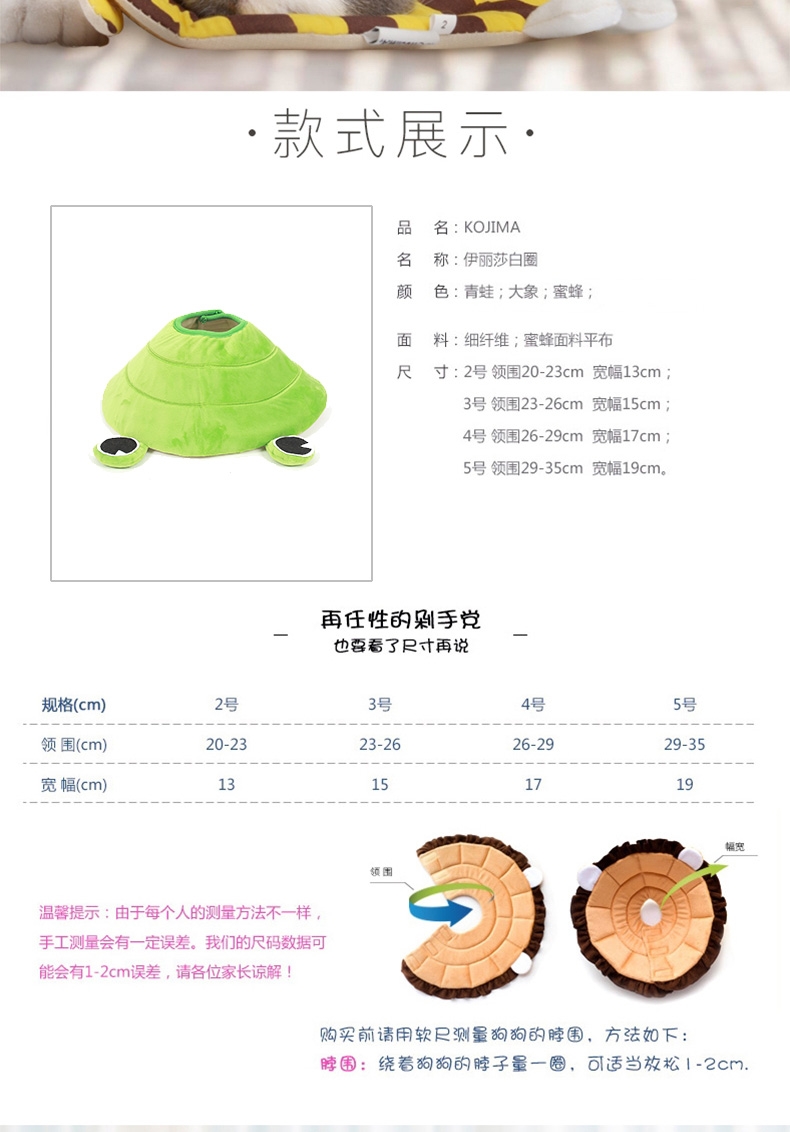 2
·款式展示·
品 名：KOJIMA
名 称：伊丽莎白圈
颜 色：青蛙；大象；蜜蜂；
面 料：细纤维；蜜蜂面料平布
尺 寸：2号 领围20-23cm 宽幅13cm；
3号 领围23-26cm 宽幅15cm；
4号 领围26-29cm 宽幅17cm；
5号 领围29-35cm 宽幅19cm。
再任性的剁手党
也要看了尺寸再说
规格(cm) 2号 3号 4号 5号
领 围(cm) 20-23 23-26 26-29 29-35
宽 幅(cm) 13 15 17 19
幅宽
领 围
温馨提示：由于每个人的测量方法不一样，
手工测量会有一定误差。我们的尺码数据可
能会有1-2cm误差，请各位家长谅解！
购买前请用软尺测量狗狗的脖围，方法如下：
脖围：绕着狗狗的脖子量一圈，可适当放松1-2cm.